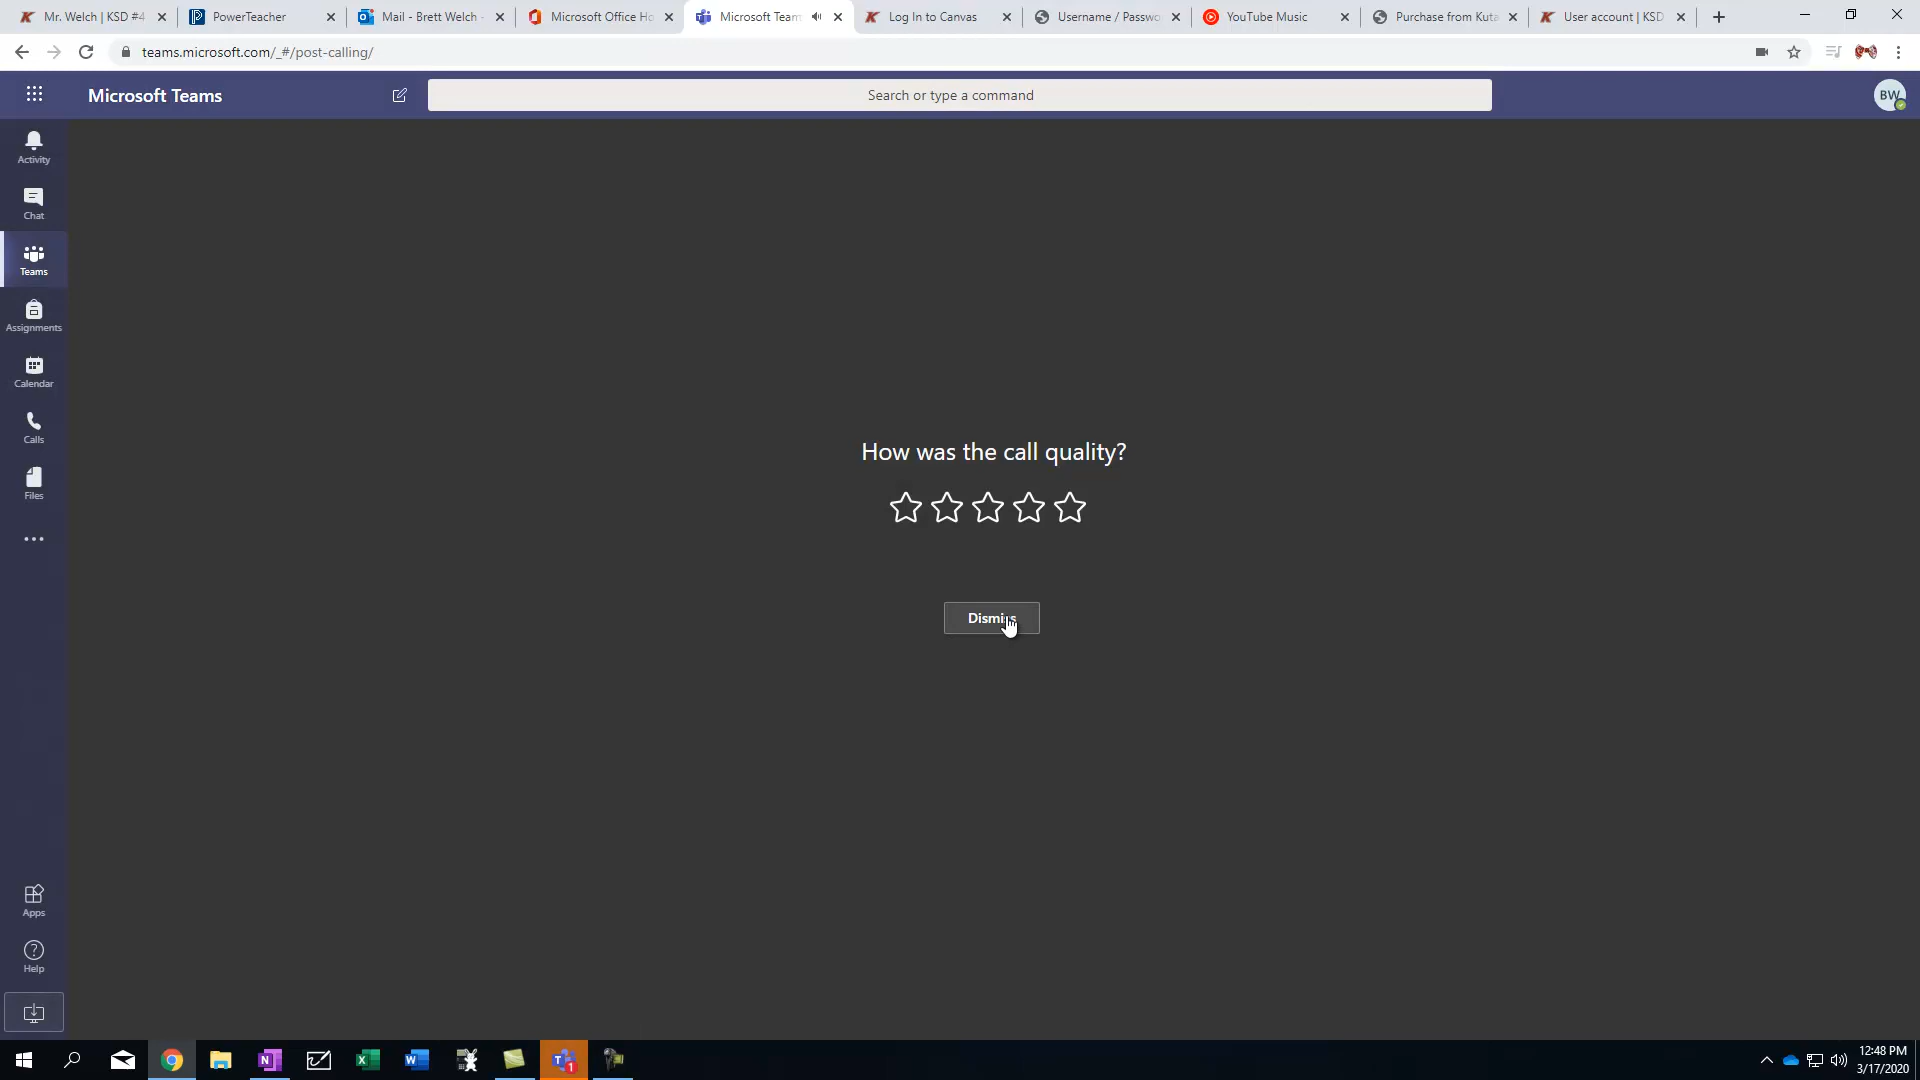 Mr. Welch | KSD #4
PowerTeacher
Mail - Brett Welch -
Microsoft Office Ho
Microsoft Team
Log In to Canvas
Username / Passwo
YouTube Music
Purchase from Kuta
User account | KSD
teams.microsoft.com/_#/post-calling/
Microsoft Teams
Search or type a command
BW
Activity
Chat
Teams
Assignments
Calendar
Calls
Files
How was the call quality?
Dismiss
Apps
Help
12:48 PM
3/17/2020